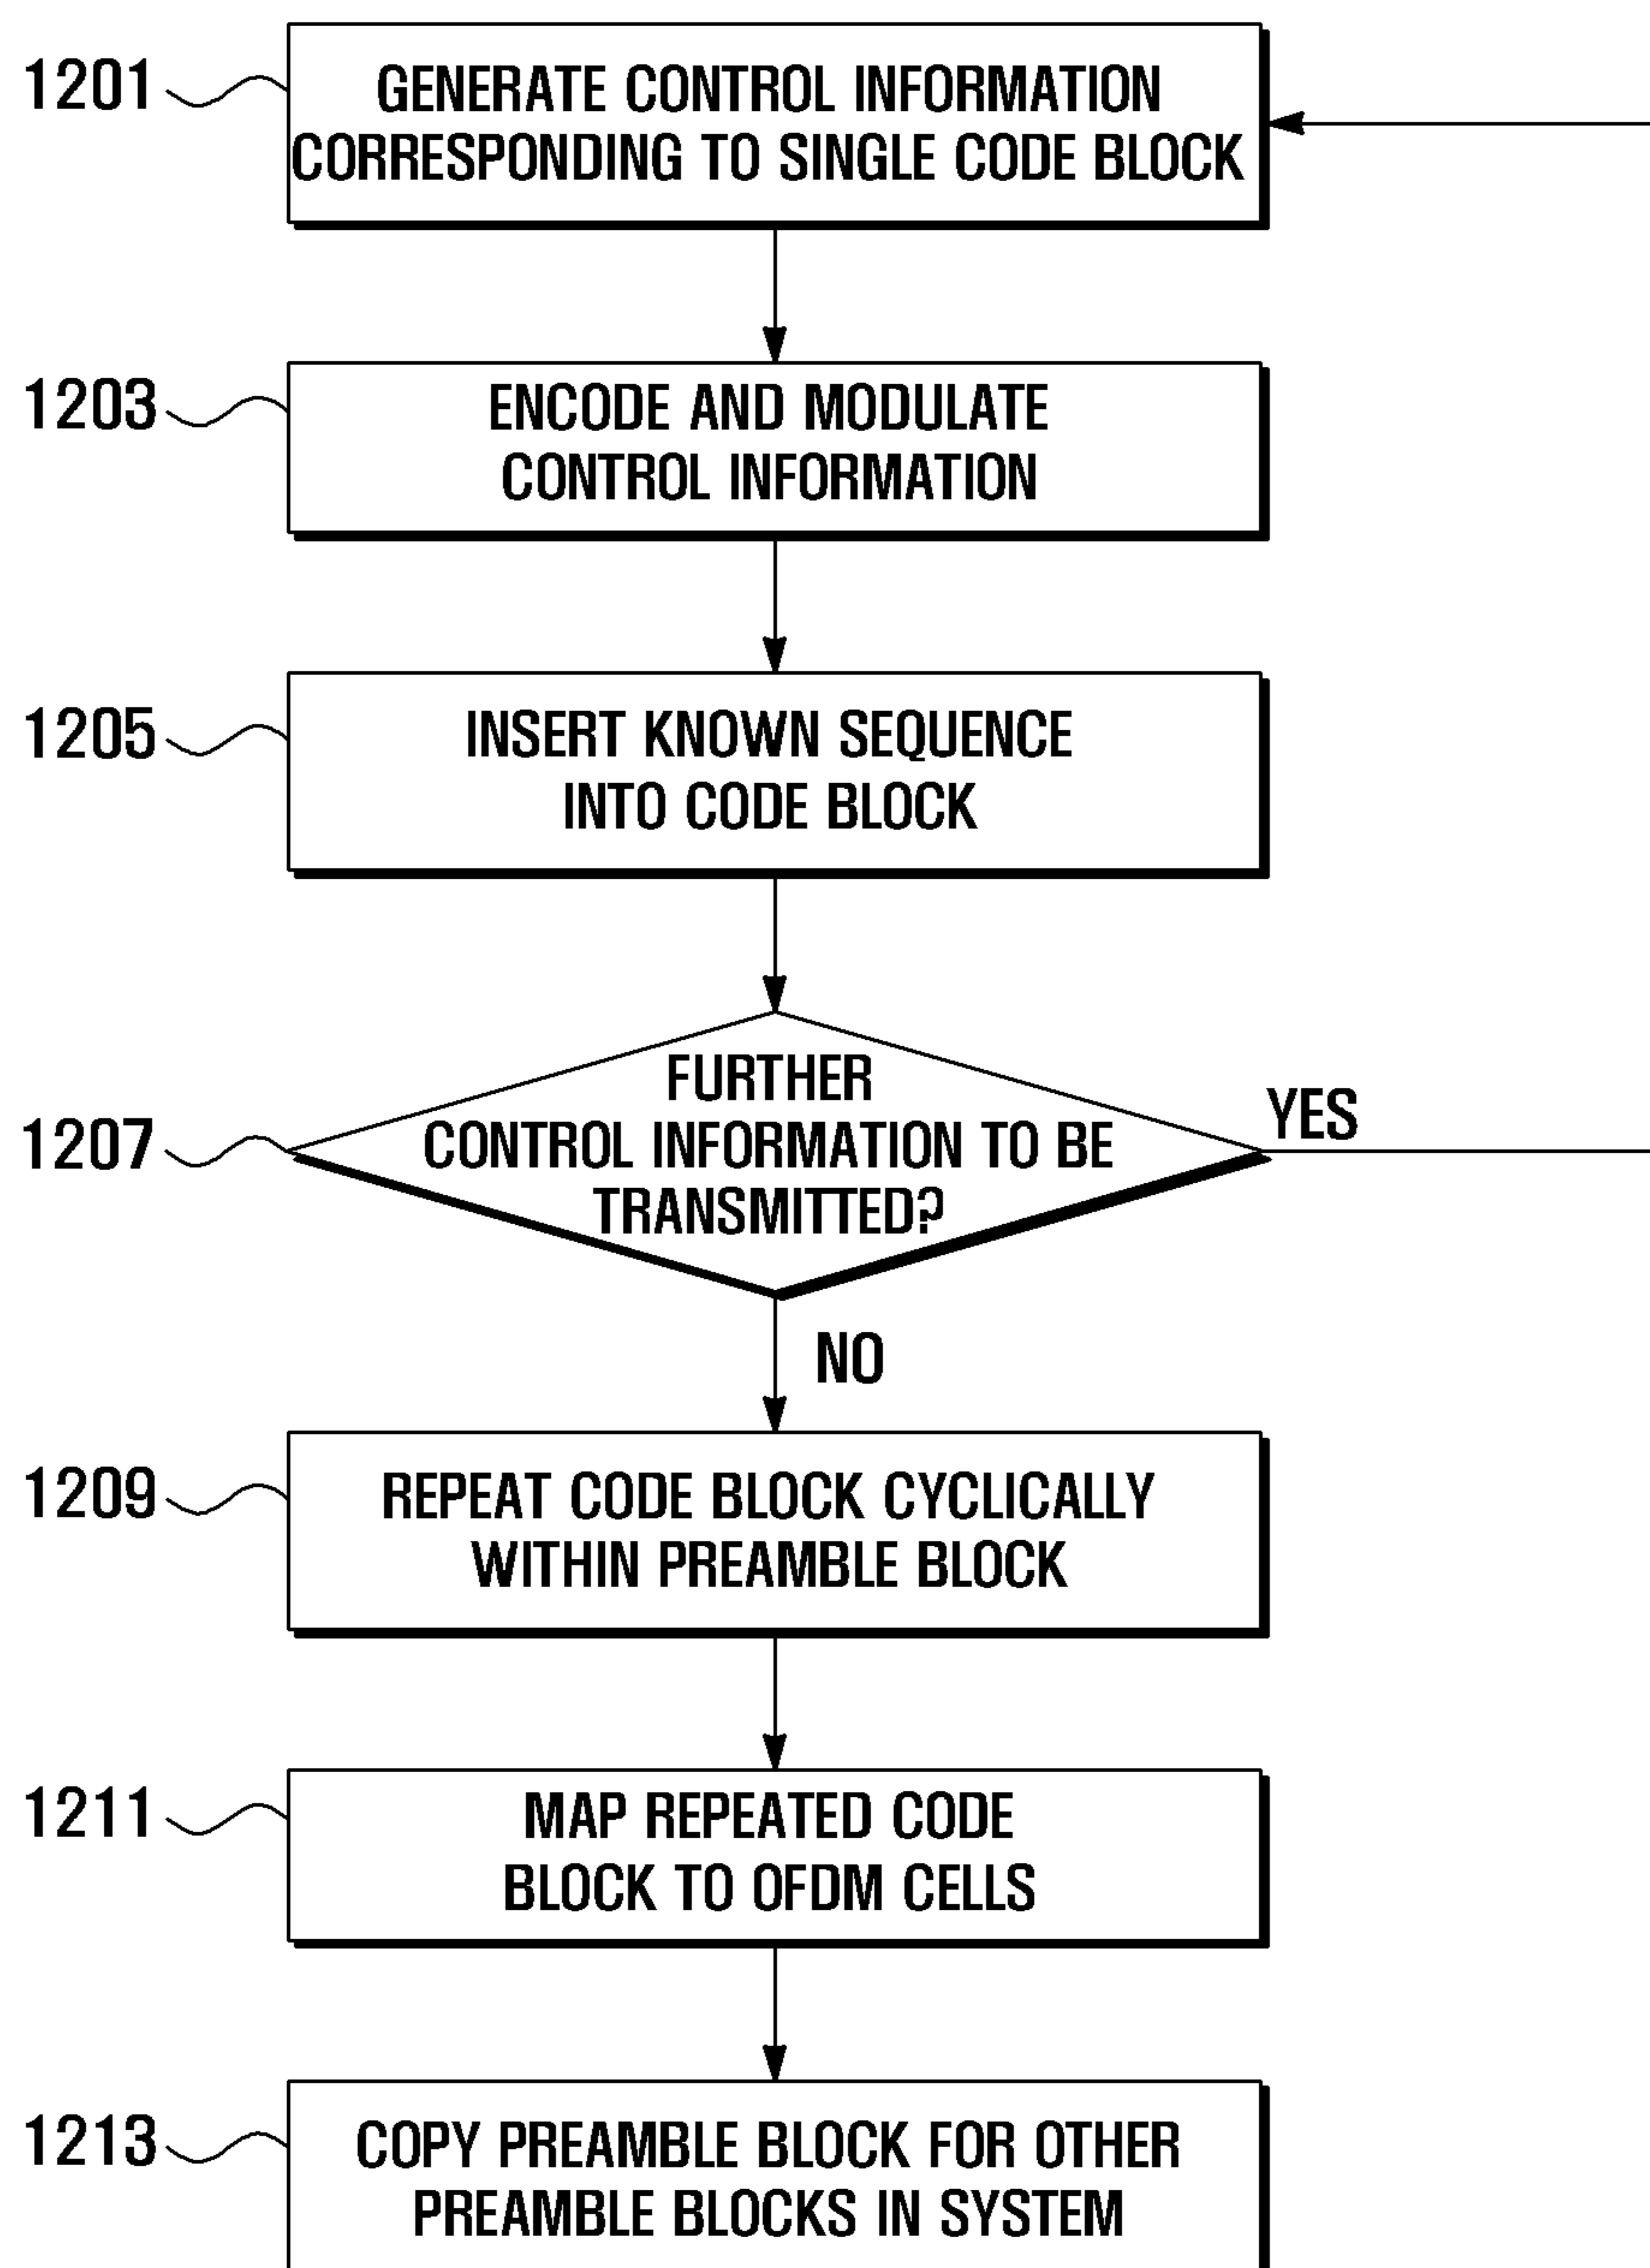 1201
GENERATE CONTROL INFORMATION
CORRESPONDING TO SINGLE CODE BLOCK
1203
ENCODE AND MODULATE
CONTROL INFORMATION
1205
INSERT KNOWN SEQUENCE
INTO CODE BLOCK
1207
FURTHER
CONTROL INFORMATION TO BE
TRANSMITTED?
YES
NO
1209
REPEAT CODE BLOCK CYCLICALLY
WITHIN PREAMBLE BLOCK
1211
MAP REPEATED CODE
BLOCK TO OFDM CELLS
1213
COPY PREAMBLE BLOCK FOR OTHER
PREAMBLE BLOCKS IN SYSTEM